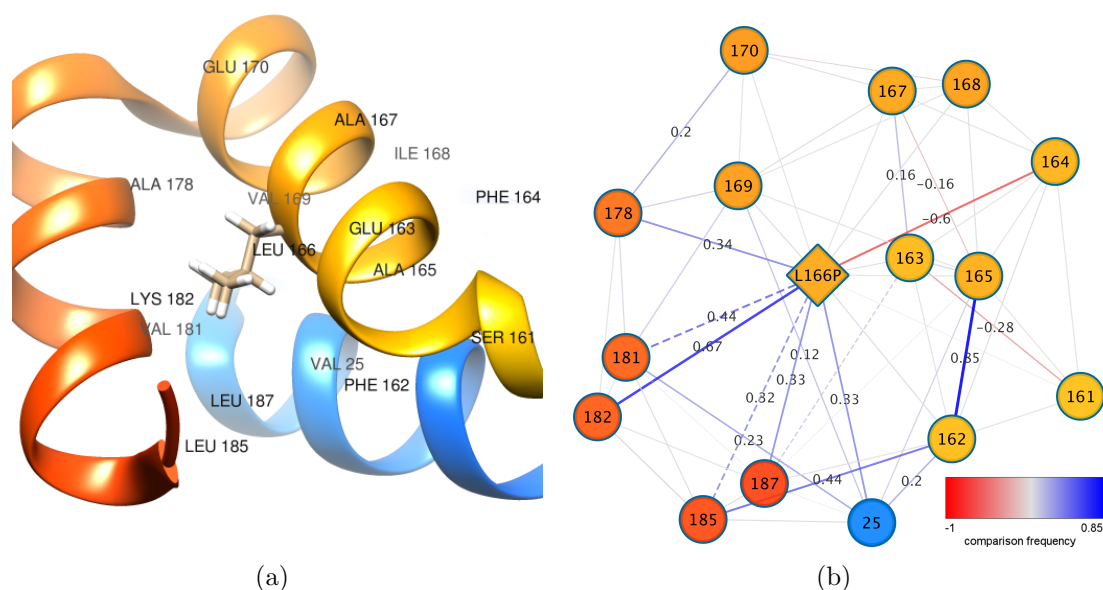 GLU 170
ALA 167
ILE 168
ALA 178
VAL 169
PHE 164
GLU 163
LEU 166
ALA 165
LYS 182
VAL 181
SER 161
VAL 25
PHE 162
LEU 187
LEU 185
(a)
170
167
168
0.2
164
0.16
-0.16
169
178
-0.6
0.34
163
L166P
165
0.44
-0.28
0.67
0.12
0.85
181
0.33
161
0.32
0.33
182
0.23
162
187
0.44
0.2
185
25
-1
0.85
comparison frequency
(b)